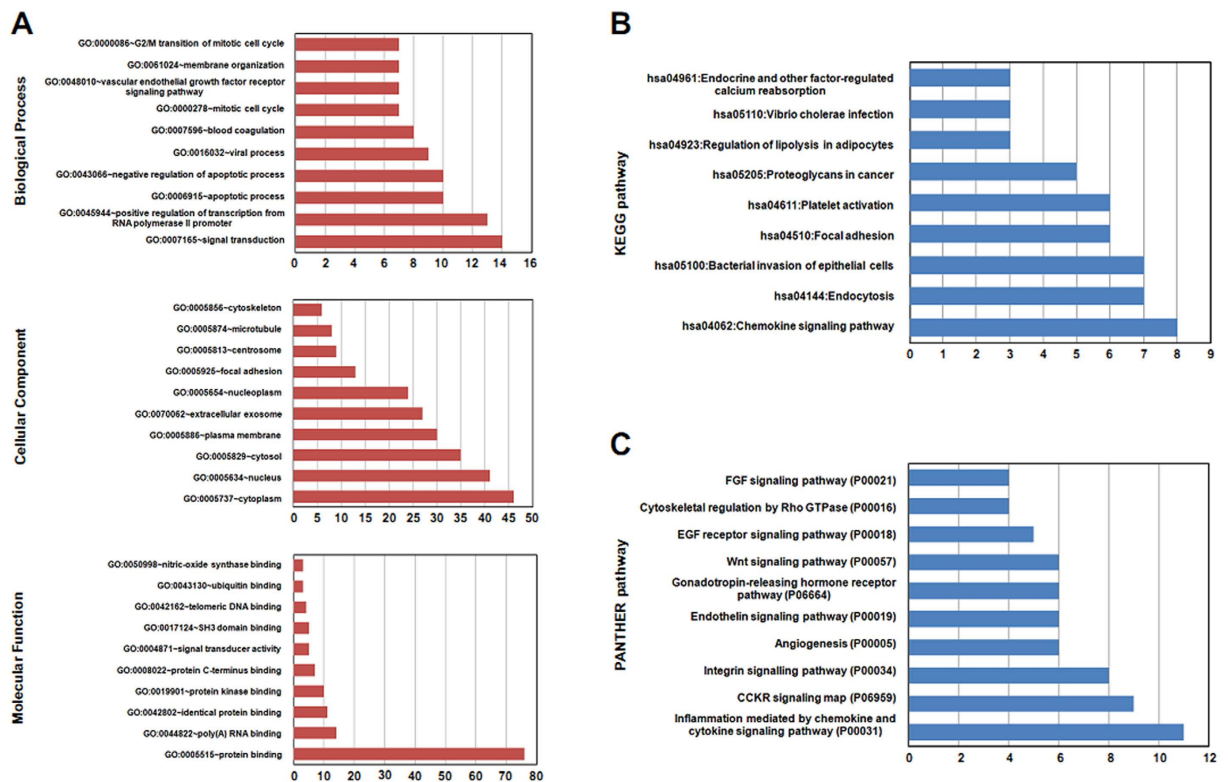 A
Biological Process
GO:0000086~G2/M transition of mitotic cell cycle
GO:0061024~membrane organization
GO:0048010~vascular endothelial growth factor receptor
signaling pathway
GO:0000278~mitotic cell cycle
GO:0007596~blood coagulation
GO:0016032~viral process
GO:0043066~negative regulation of apoptotic process
GO:0006915~apoptotic process
GO:0045944~positive regulation of transcription from
RNA polymerase II promoter
GO:0007165~signal transduction
0 2 4 6 8 10 12 14 16
Cellular Component
GO:0005856~cytoskeleton
GO:0005874~microtubule
GO:0005813~centrosome
GO:0005925~focal adhesion
GO:0005654~nucleoplasm
GO:0070062~extracellular exosome
GO:0005886~plasma membrane
GO:0005829~cytosol
GO:0005634~nucleus
GO:0005737~cytoplasm
0 5 10 15 20 25 30 35 40 45 50
Molecular Function
GO:0050998~nitric-oxide synthase binding
GO:0043130~ubiquitin binding
GO:0042162~telomeric DNA binding
GO:0017124~SH3 domain binding
GO:0004871~signal transducer activity
GO:0008022~protein C-terminus binding
GO:0019901~protein kinase binding
GO:0042802~identical protein binding
GO:0044822~poly(A) RNA binding
GO:0005515~protein binding
0 10 20 30 40 50 60 70 80
B
KEGG pathway
hsa04961:Endocrine and other factor-regulated
calcium reabsorption
hsa05110:Vibrio cholerae infection
hsa04923:Regulation of lipolysis in adipocytes
hsa05205:Proteoglycans in cancer
hsa04611:Platelet activation
hsa04510:Focal adhesion
hsa05100:Bacterial invasion of epithelial cells
hsa04144:Endocytosis
hsa04062:Chemokine signaling pathway
0 1 2 3 4 5 6 7 8 9
C
PANTHER pathway
FGF signaling pathway (P00021)
Cytoskeletal regulation by Rho GTPase (P00016)
EGF receptor signaling pathway (P00018)
Wnt signaling pathway (P00057)
Gonadotropin-releasing hormone receptor
pathway (P06664)
Endothelin signaling pathway (P00019)
Angiogenesis (P00005)
Integrin signalling pathway (P00034)
CCKR signaling map (P06959)
Inflammation mediated by chemokine and
cytokine signaling pathway (P00031)
0 2 4 6 8 10 12